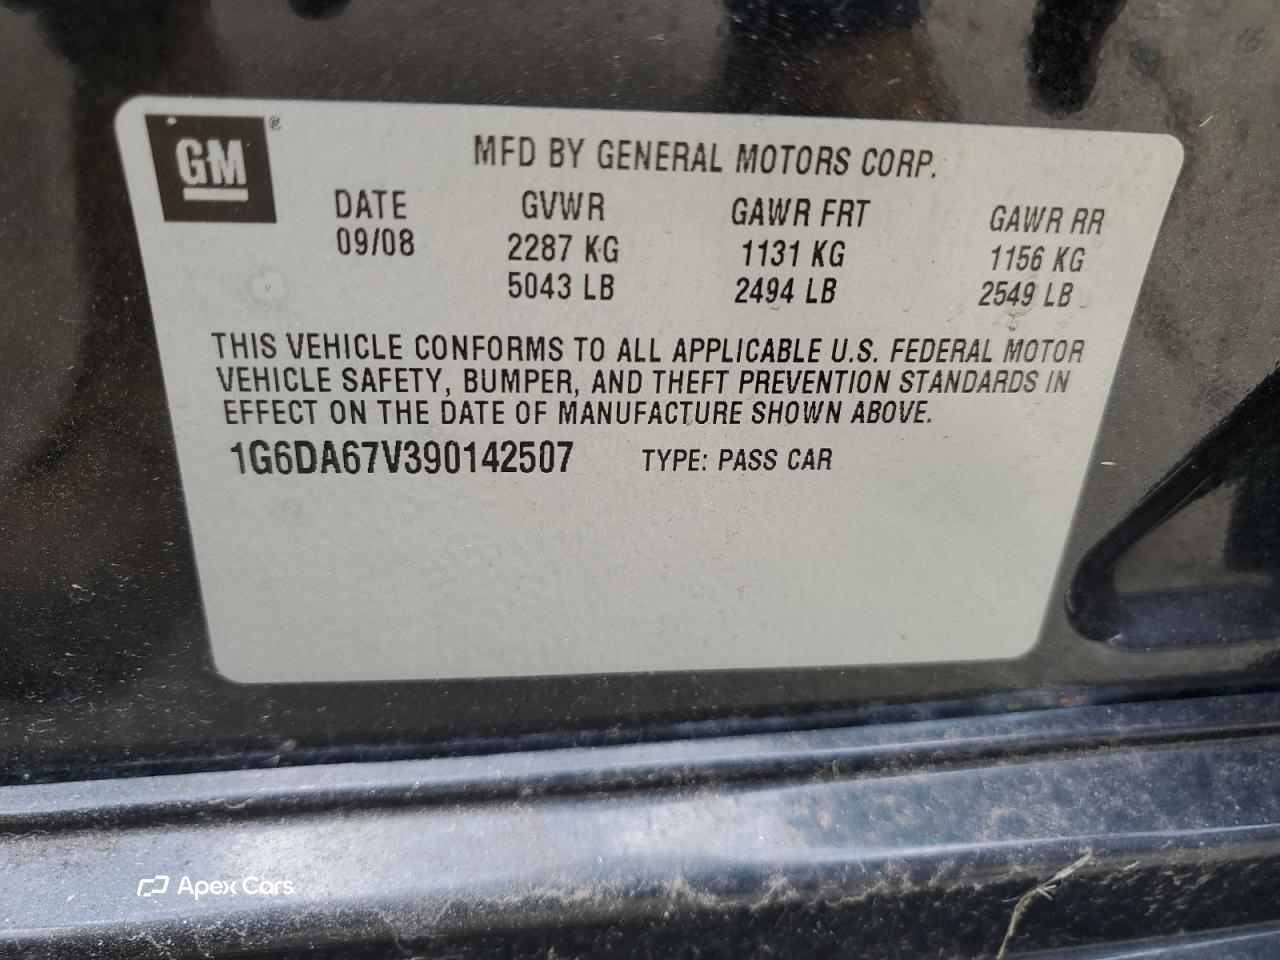 GM®
MFD BY GENERAL MOTORS CORP.
DATE GVWR GAWR FRT GAWR RR
09/08 2287 KG 1131 KG 1156 KG
5043 LB 2494 LB 2549 LB
THIS VEHICLE CONFORMS TO ALL APPLICABLE U.S. FEDERAL MOTOR
VEHICLE SAFETY, BUMPER, AND THEFT PREVENTION STANDARDS IN
EFFECT ON THE DATE OF MANUFACTURE SHOWN ABOVE.
1G6DA67V390142507 TYPE: PASS CAR
Apex Cars